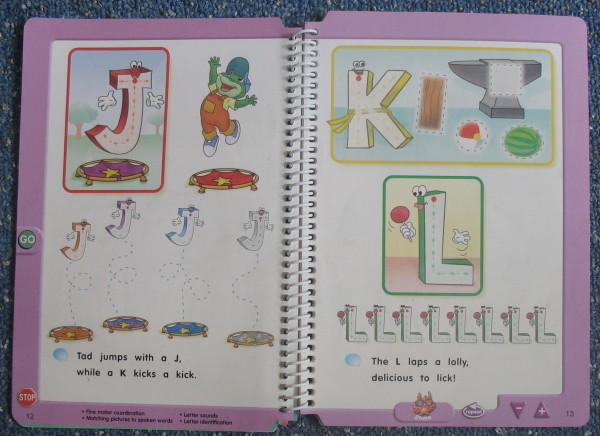 J
GO
J
J
J
J
Tad jumps with a J,
while a K kicks a kick.
STOP
12
• Fine motor coordination
• Matching pictures to spoken words
• Letter sounds
• Letter identification
K
L
L L L L L L L L
The L laps a lolly,
delicious to lick!
repeat
13